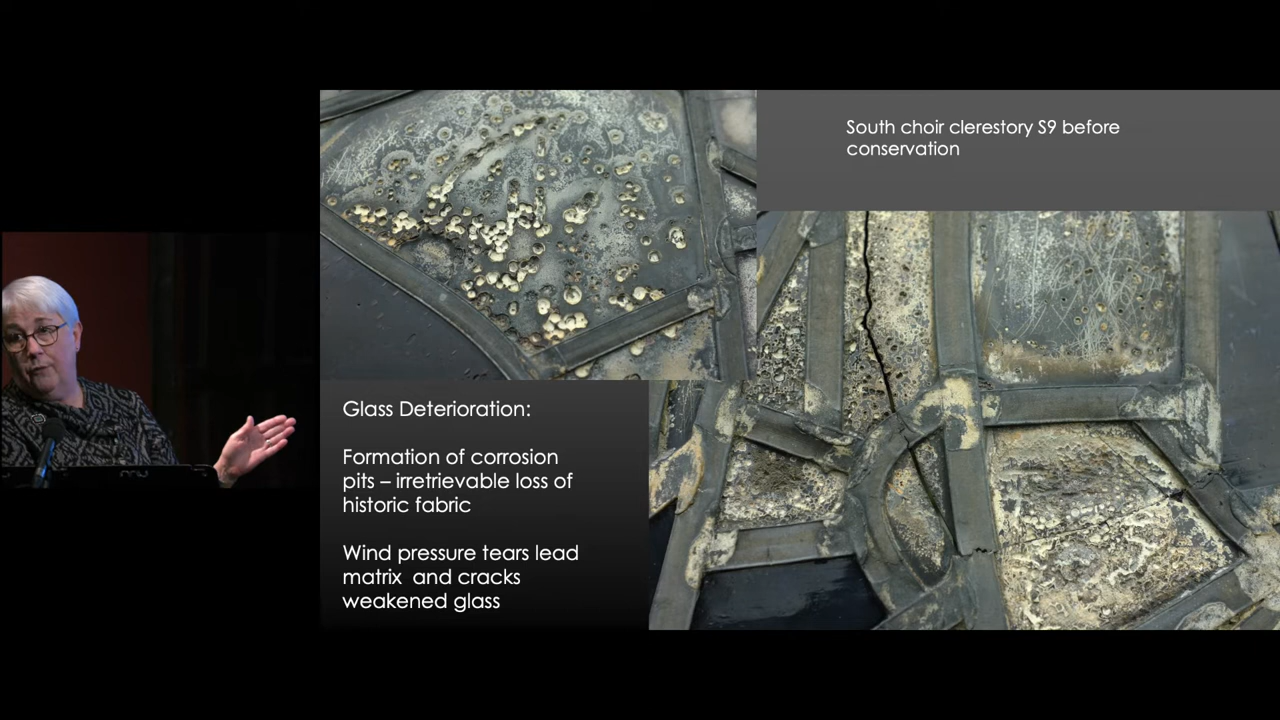 South choir clerestory S9 before
conservation
Glass Deterioration:
Formation of corrosion
pits – irretrievable loss of
historic fabric
Wind pressure tears lead
matrix and cracks
weakened glass